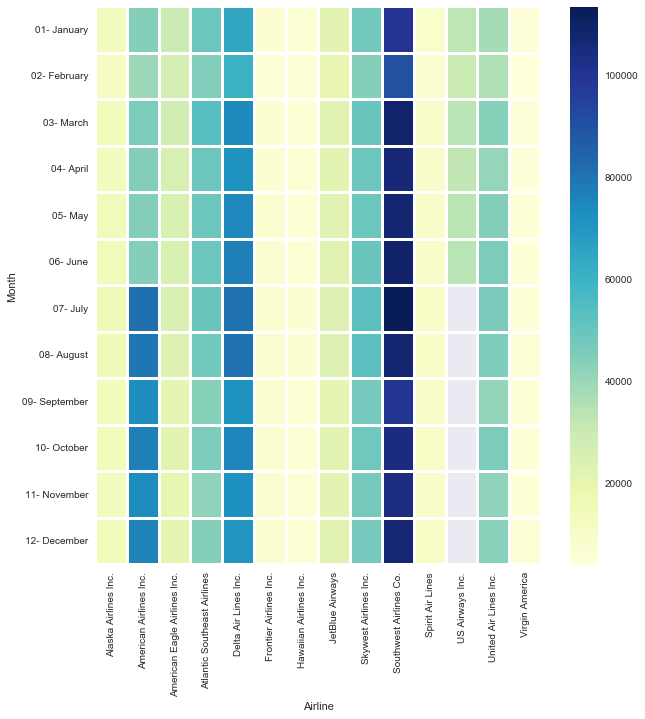 01- January
02- February
03- March
04- April
05- May
06- June
07- July
08- August
09- September
10- October
11- November
12- December
Month
100000
80000
60000
40000
20000
Alaska Airlines Inc.
American Airlines Inc.
American Eagle Airlines Inc.
Atlantic Southeast Airlines
Delta Air Lines Inc.
Frontier Airlines Inc.
Hawaiian Airlines Inc.
JetBlue Airways
Skywest Airlines Inc.
Southwest Airlines Co.
Spirit Air Lines
US Airways Inc.
United Air Lines Inc.
Virgin America
Airline